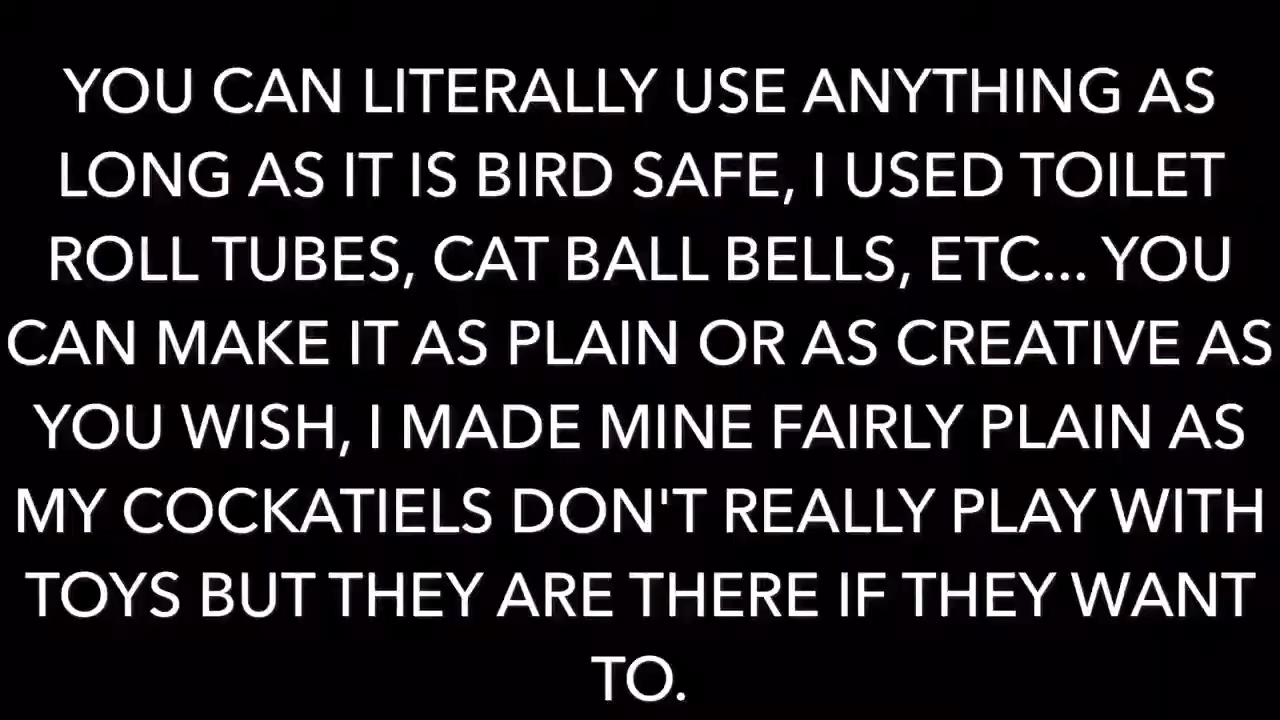 YOU CAN LITERALLY USE ANYTHING AS
LONG AS IT IS BIRD SAFE, I USED TOILET
ROLL TUBES, CAT BALL BELLS, ETC... YOU
CAN MAKE IT AS PLAIN OR AS CREATIVE AS
YOU WISH, I MADE MINE FAIRLY PLAIN AS
MY COCKATIELS DON'T REALLY PLAY WITH
TOYS BUT THEY ARE THERE IF THEY WANT
TO.